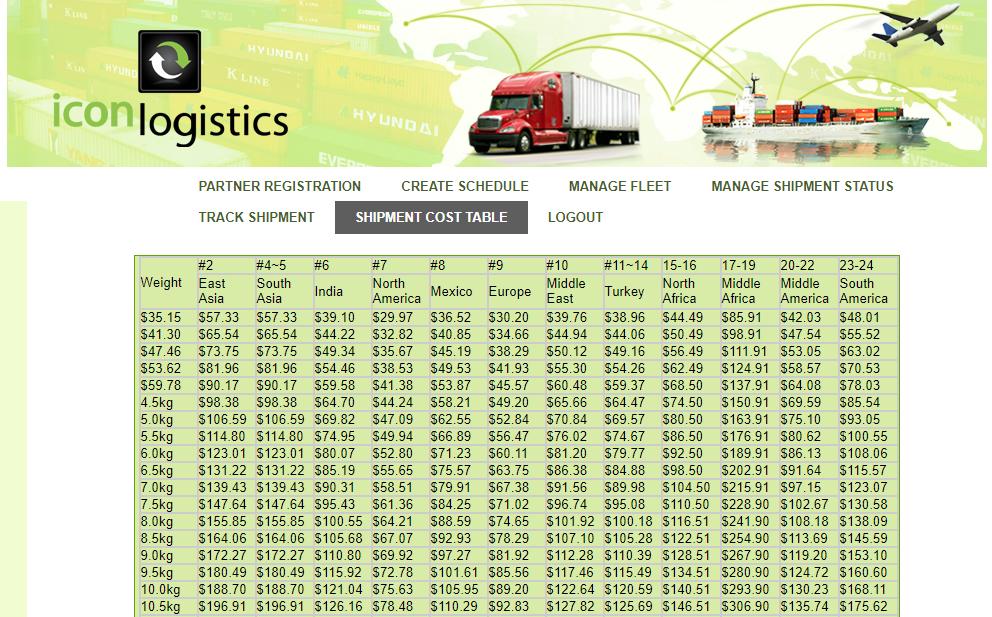 HYUNDAI
K LINE
HYUNDAI
iconlogistics
PARTNER REGISTRATION CREATE SCHEDULE MANAGE FLEET MANAGE SHIPMENT STATUS
TRACK SHIPMENT SHIPMENT COST TABLE LOGOUT
#2 #4~5 #6 #7 #8 #9 #10 #11~14 15-16 17-19 20-22 23-24
Weight East Asia South Asia India North America Mexico Europe Middle East Turkey North Africa Middle Africa Middle America South America
$35.15 $57.33 $57.33 $39.10 $29.97 $36.52 $30.20 $39.76 $38.96 $44.49 $85.91 $42.03 $48.01
$41.30 $65.54 $65.54 $44.22 $32.82 $40.85 $34.66 $44.94 $44.06 $50.49 $98.91 $47.54 $55.52
$47.46 $73.75 $73.75 $49.34 $35.67 $45.19 $38.29 $50.12 $49.16 $56.49 $111.91 $53.05 $63.02
$53.62 $81.96 $81.96 $54.46 $38.53 $49.53 $41.93 $55.30 $54.26 $62.49 $124.91 $58.57 $70.53
$59.78 $90.17 $90.17 $59.58 $41.38 $53.87 $45.57 $60.48 $59.37 $68.50 $137.91 $64.08 $78.03
4.5kg $98.38 $98.38 $64.70 $44.24 $58.21 $49.20 $65.66 $64.47 $74.50 $150.91 $69.59 $85.54
5.0kg $106.59 $106.59 $69.82 $47.09 $62.55 $52.84 $70.84 $69.57 $80.50 $163.91 $75.10 $93.05
5.5kg $114.80 $114.80 $74.95 $49.94 $66.89 $56.47 $76.02 $74.67 $86.50 $176.91 $80.62 $100.55
6.0kg $123.01 $123.01 $80.07 $52.80 $71.23 $60.11 $81.20 $79.77 $92.50 $189.91 $86.13 $108.06
6.5kg $131.22 $131.22 $85.19 $55.65 $75.57 $63.75 $86.38 $84.88 $98.50 $202.91 $91.64 $115.57
7.0kg $139.43 $139.43 $90.31 $58.51 $79.91 $67.38 $91.56 $89.98 $104.50 $215.91 $97.15 $123.07
7.5kg $147.64 $147.64 $95.43 $61.36 $84.25 $71.02 $96.74 $95.08 $110.50 $228.90 $102.67 $130.58
8.0kg $155.85 $155.85 $100.55 $64.21 $88.59 $74.65 $101.92 $100.18 $116.51 $241.90 $108.18 $138.09
8.5kg $164.06 $164.06 $105.68 $67.07 $92.93 $78.29 $107.10 $105.28 $122.51 $254.90 $113.69 $145.59
9.0kg $172.27 $172.27 $110.80 $69.92 $97.27 $81.92 $112.28 $110.39 $128.51 $267.90 $119.20 $153.10
9.5kg $180.49 $180.49 $115.92 $72.78 $101.61 $85.56 $117.46 $115.49 $134.51 $280.90 $124.72 $160.60
10.0kg $188.70 $188.70 $121.04 $75.63 $105.95 $89.20 $122.64 $120.59 $140.51 $293.90 $130.23 $168.11
10.5kg $196.91 $196.91 $126.16 $78.48 $110.29 $92.83 $127.82 $125.69 $146.51 $306.90 $135.74 $175.62